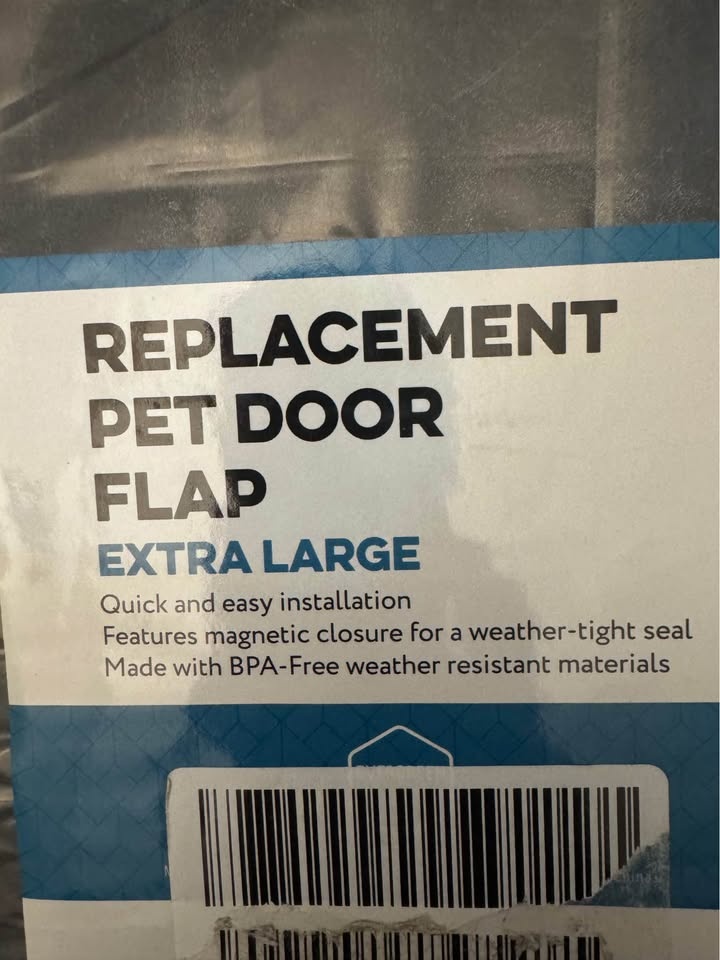 REPLACEMENT
PET DOOR
FLAP
EXTRA LARGE
Quick and easy installation
Features magnetic closure for a weather-tight seal
Made with BPA-Free weather resistant materials